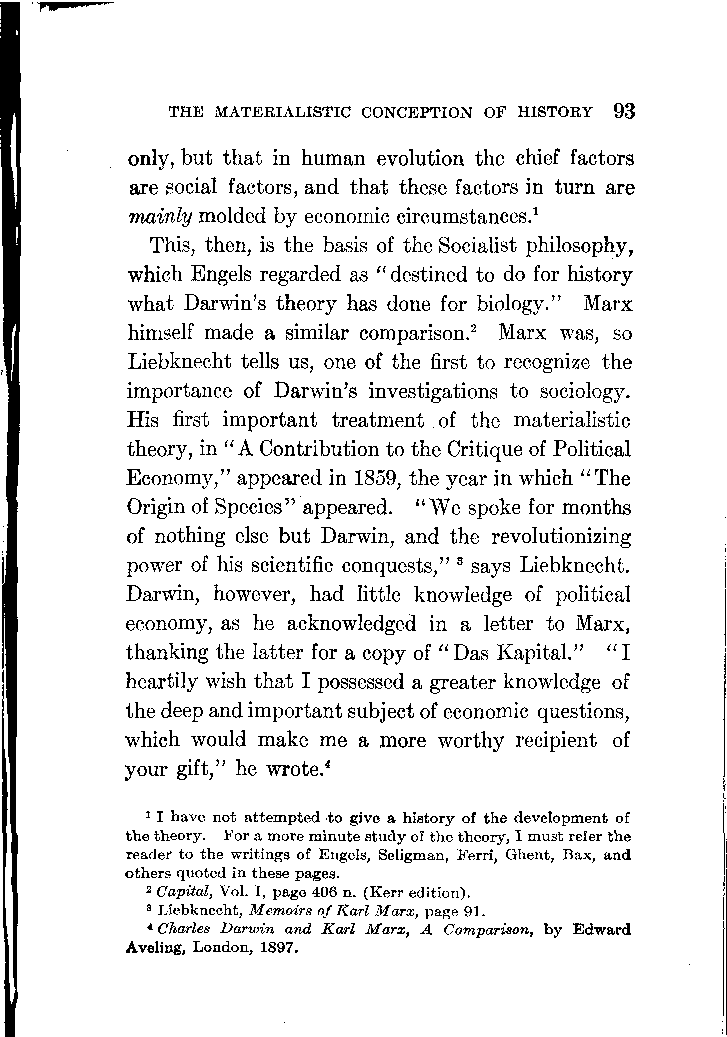 THE MATERIALISTIC CONCEPTION OF HISTORY 93
only, but that in human evolution the chief factors
are social factors, and that these factors in turn are
mainly molded by economic circumstances.¹
This, then, is the basis of the Socialist philosophy,
which Engels regarded as "destined to do for history
what Darwin's theory has done for biology." Marx
himself made a similar comparison.² Marx was, so
Liebknecht tells us, one of the first to recognize the
importance of Darwin's investigations to sociology.
His first important treatment of the materialistic
theory, in "A Contribution to the Critique of Political
Economy," appeared in 1859, the year in which "The
Origin of Species" appeared. "We spoke for months
of nothing else but Darwin, and the revolutionizing
power of his scientific conquests," ³ says Liebknecht.
Darwin, however, had little knowledge of political
economy, as he acknowledged in a letter to Marx,
thanking the latter for a copy of "Das Kapital." "I
heartily wish that I possessed a greater knowledge of
the deep and important subject of economic questions,
which would make me a more worthy recipient of
your gift," he wrote.⁴
¹ I have not attempted to give a history of the development of
the theory. For a more minute study of the theory, I must refer the
reader to the writings of Engels, Seligman, Ferri, Ghent, Bax, and
others quoted in these pages.
² Capital, Vol. I, page 406 n. (Kerr edition).
³ Liebknecht, Memoirs of Karl Marx, page 91.
⁴ Charles Darwin and Karl Marx, A Comparison, by Edward
Aveling, London, 1897.